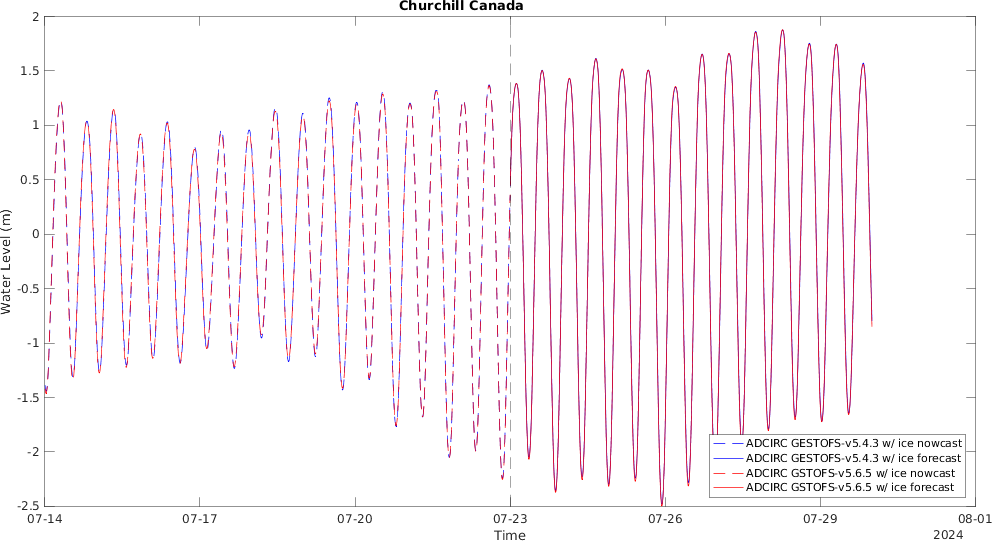 Churchill Canada
Water Level (m)
2
1.5
1
0.5
0
-0.5
-1
-1.5
-2
-2.5
ADCIRC GESTOFS-v5.4.3 w/ ice nowcast
ADCIRC GESTOFS-v5.4.3 w/ ice forecast
ADCIRC GSTOFS-v5.6.5 w/ ice nowcast
ADCIRC GSTOFS-v5.6.5 w/ ice forecast
07-14 07-17 07-20 07-23 07-26 07-29 08-01
Time
2024